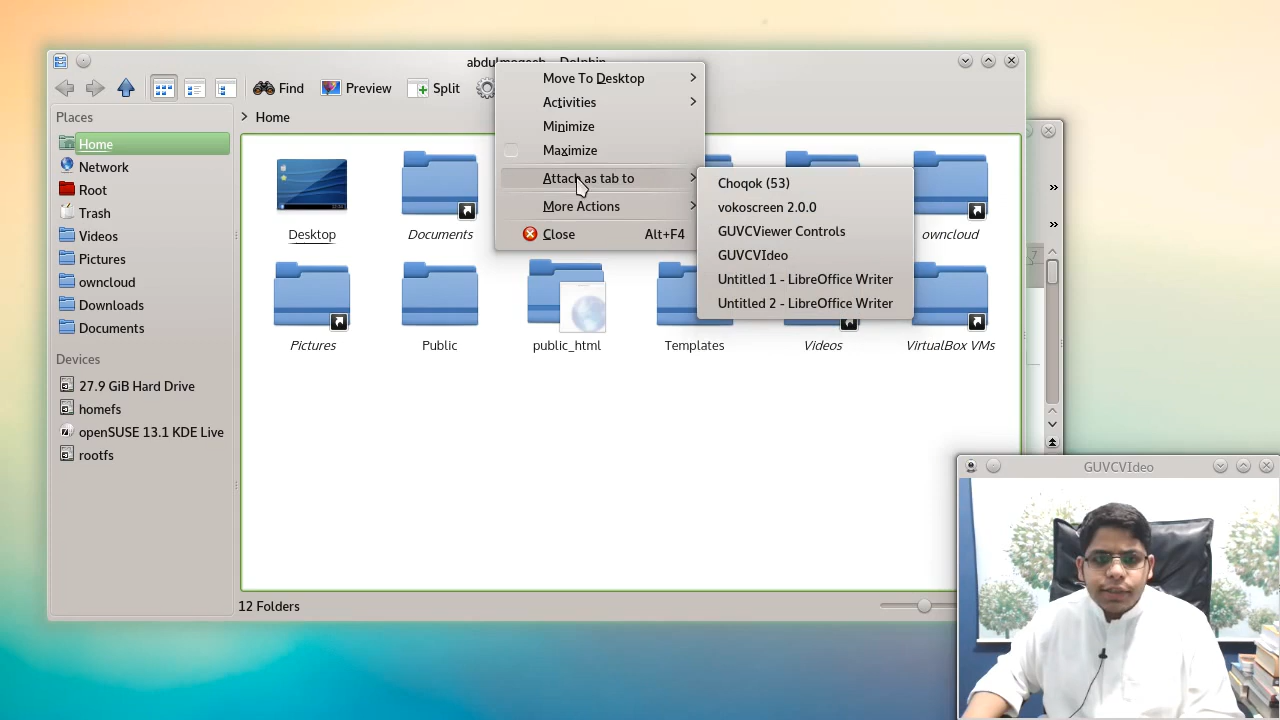 Find
Preview
Split
Home
Places
Home
Network
Root
Trash
Videos
Pictures
owncloud
Downloads
Documents
Devices
27.9 GiB Hard Drive
homefs
openSUSE 13.1 KDE Live
rootfs
Desktop
Documents
owncloud
Pictures
Public
public_html
Templates
Videos
VirtualBox VMs
12 Folders
Move To Desktop
Activities
Minimize
Maximize
Attach as tab to
More Actions
Close Alt+F4
Choqok (53)
vokoscreen 2.0.0
GUVCViewer Controls
GUVCVIdeo
Untitled 1 - LibreOffice Writer
Untitled 2 - LibreOffice Writer
GUVCVIdeo